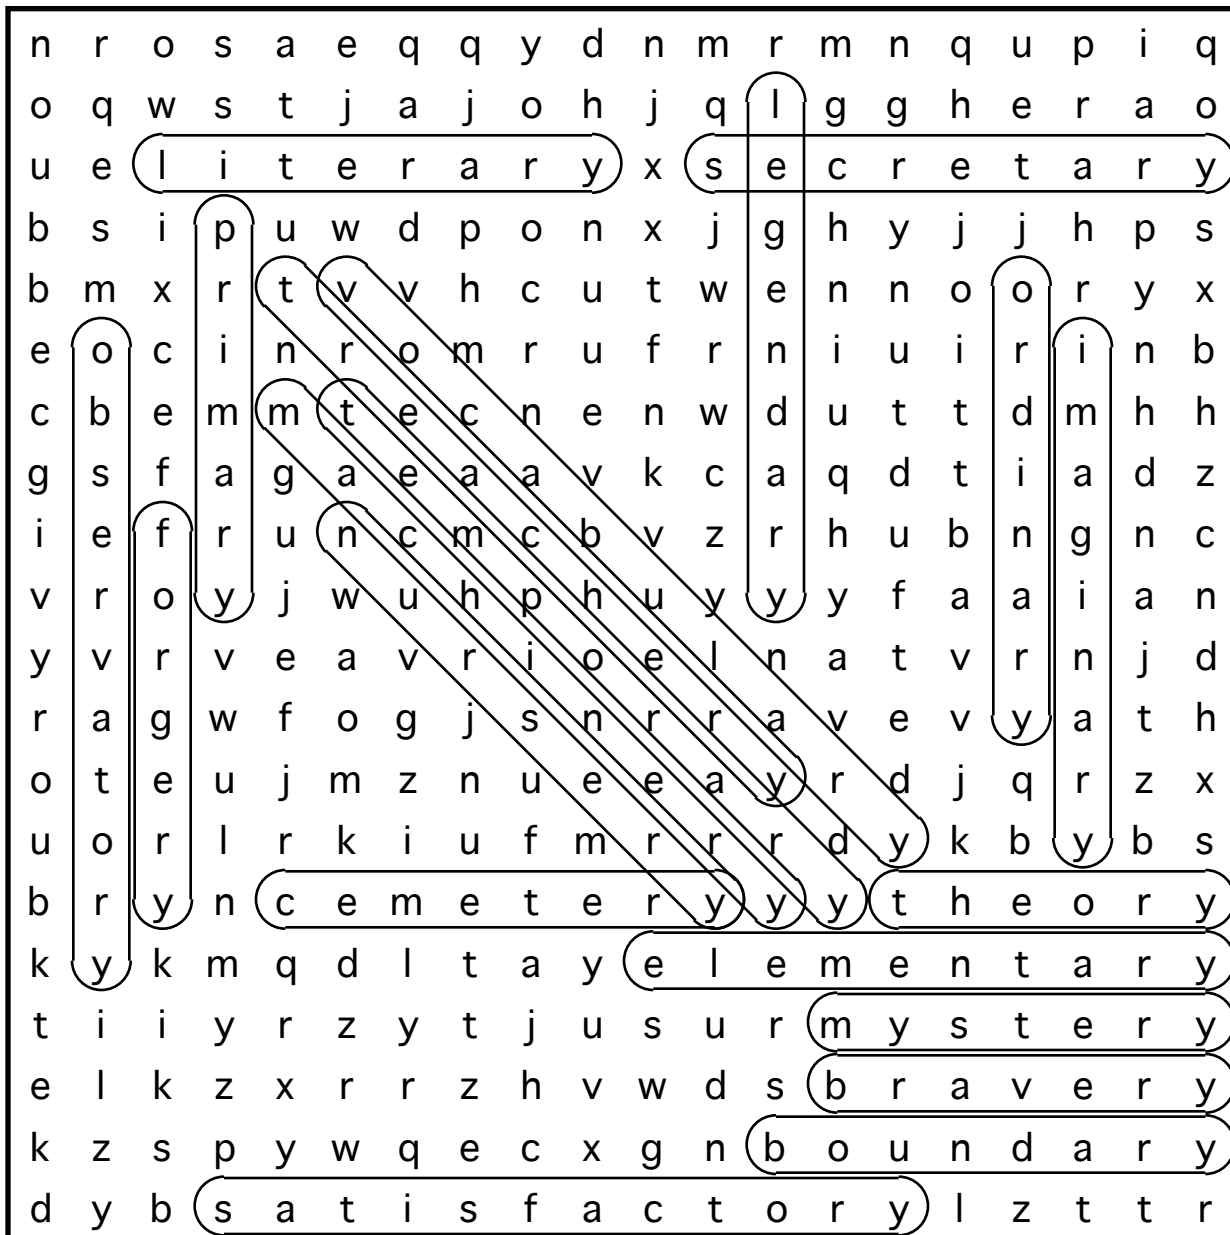 n r o s a e q q y d n m r m n q u p i q
o q w s t j a j o h j q l g g h e r a o
u e l i t e r a r y x s e c r e t a r y
b s i p u w d p o n x j g h y j j h p s
b m x r t v v h c u t w e n n o o r y x
e o c i n r o m r u f r n i u i r i n b
c b e m m t e c n e n w d u t t d m h h
g s f a g a e a a v k c a q d t i a d z
i e f r u n c m c b v z r h u b n g n c
v r o y j w u h p h u y y y f a a i a n
y v r v e a v r i o e l n a t v r n j d
r a g w f o g j s n r r a v e v y a t h
o t e u j m z n u e e a y r d j q r z x
u o r l r k i u f m r r r d y k b y b s
b r y n c e m e t e r y y y t h e o r y
k y k m q d l t a y e l e m e n t a r y
t i i y r z y t j u s u r m y s t e r y
e l k z x r r z h v w d s b r a v e r y
k z s p y w q e c x g n b o u n d a r y
d y b s a t i s f a c t o r y l z t t r